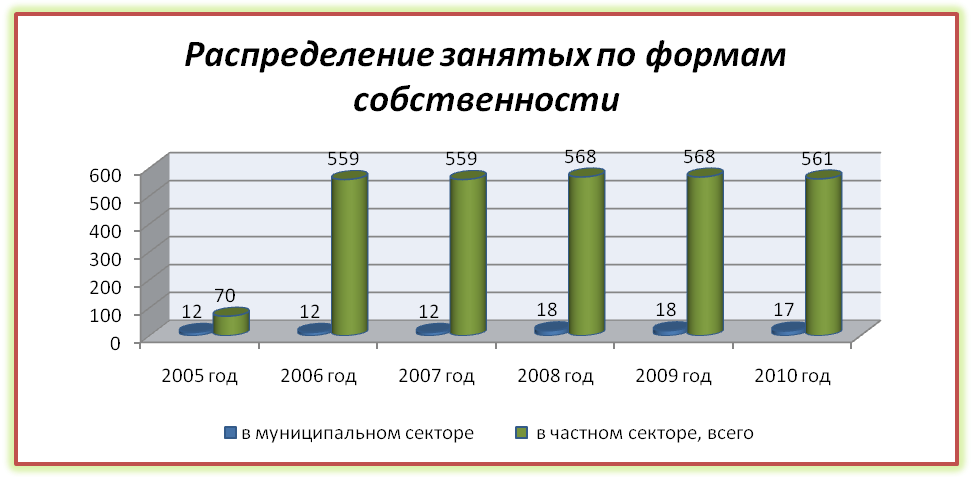 Распределение занятых по формам
собственности
559 559 568 568 561
600
500
400
300
200
100
0
12 70 12 12 18 18 17
2005 год 2006 год 2007 год 2008 год 2009 год 2010 год
в муниципальном секторе в частном секторе, всего